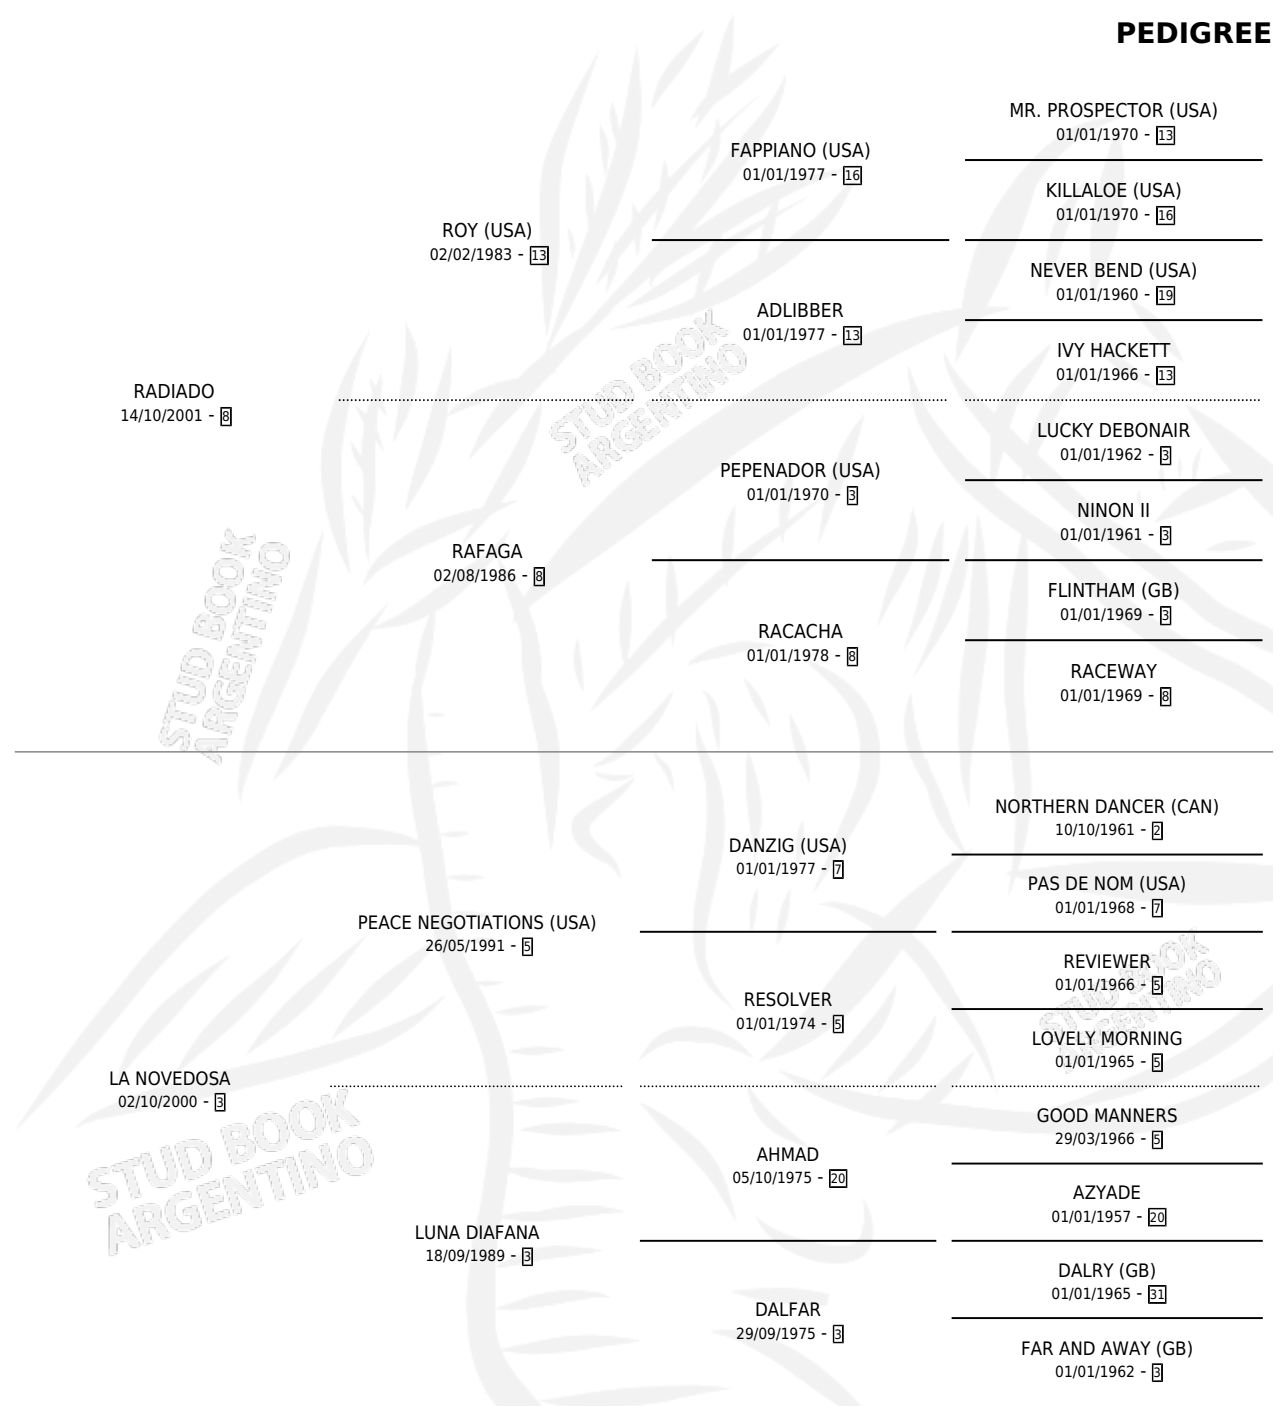 PEDIGREE
MR. PROSPECTOR (USA)
01/01/1970 - 13
FAPPIANO (USA)
01/01/1977 - 16
KILLALOE (USA)
01/01/1970 - 16
ROY (USA)
02/02/1983 - 13
NEVER BEND (USA)
01/01/1960 - 19
ADLIBBER
01/01/1977 - 13
IVY HACKETT
01/01/1966 - 13
RADIADO
14/10/2001 - 8
LUCKY DEBONAIR
01/01/1962 - 3
PEPENADOR (USA)
01/01/1970 - 3
NINON II
01/01/1961 - 3
RAFAGA
02/08/1986 - 8
FLINTHAM (GB)
01/01/1969 - 3
RACACHA
01/01/1978 - 8
RACEWAY
01/01/1969 - 8
NORTHERN DANCER (CAN)
10/10/1961 - 2
DANZIG (USA)
01/01/1977 - 7
PAS DE NOM (USA)
01/01/1968 - 7
PEACE NEGOTIATIONS (USA)
26/05/1991 - 5
REVIEWER
01/01/1966 - 5
RESOLVER
01/01/1974 - 5
LOVELY MORNING
01/01/1965 - 5
LA NOVEDOSA
02/10/2000 - 3
GOOD MANNERS
29/03/1966 - 5
AHMAD
05/10/1975 - 20
AZYADE
01/01/1957 - 20
LUNA DIAFANA
18/09/1989 - 3
DALRY (GB)
01/01/1965 - 31
DALFAR
29/09/1975 - 3
FAR AND AWAY (GB)
01/01/1962 - 3
STUD BOOK
ARGENTINO
STUD BOOK
ARGENTINO
STUD BOOK
ARGENTINO
STUD BOOK
ARGENTINO